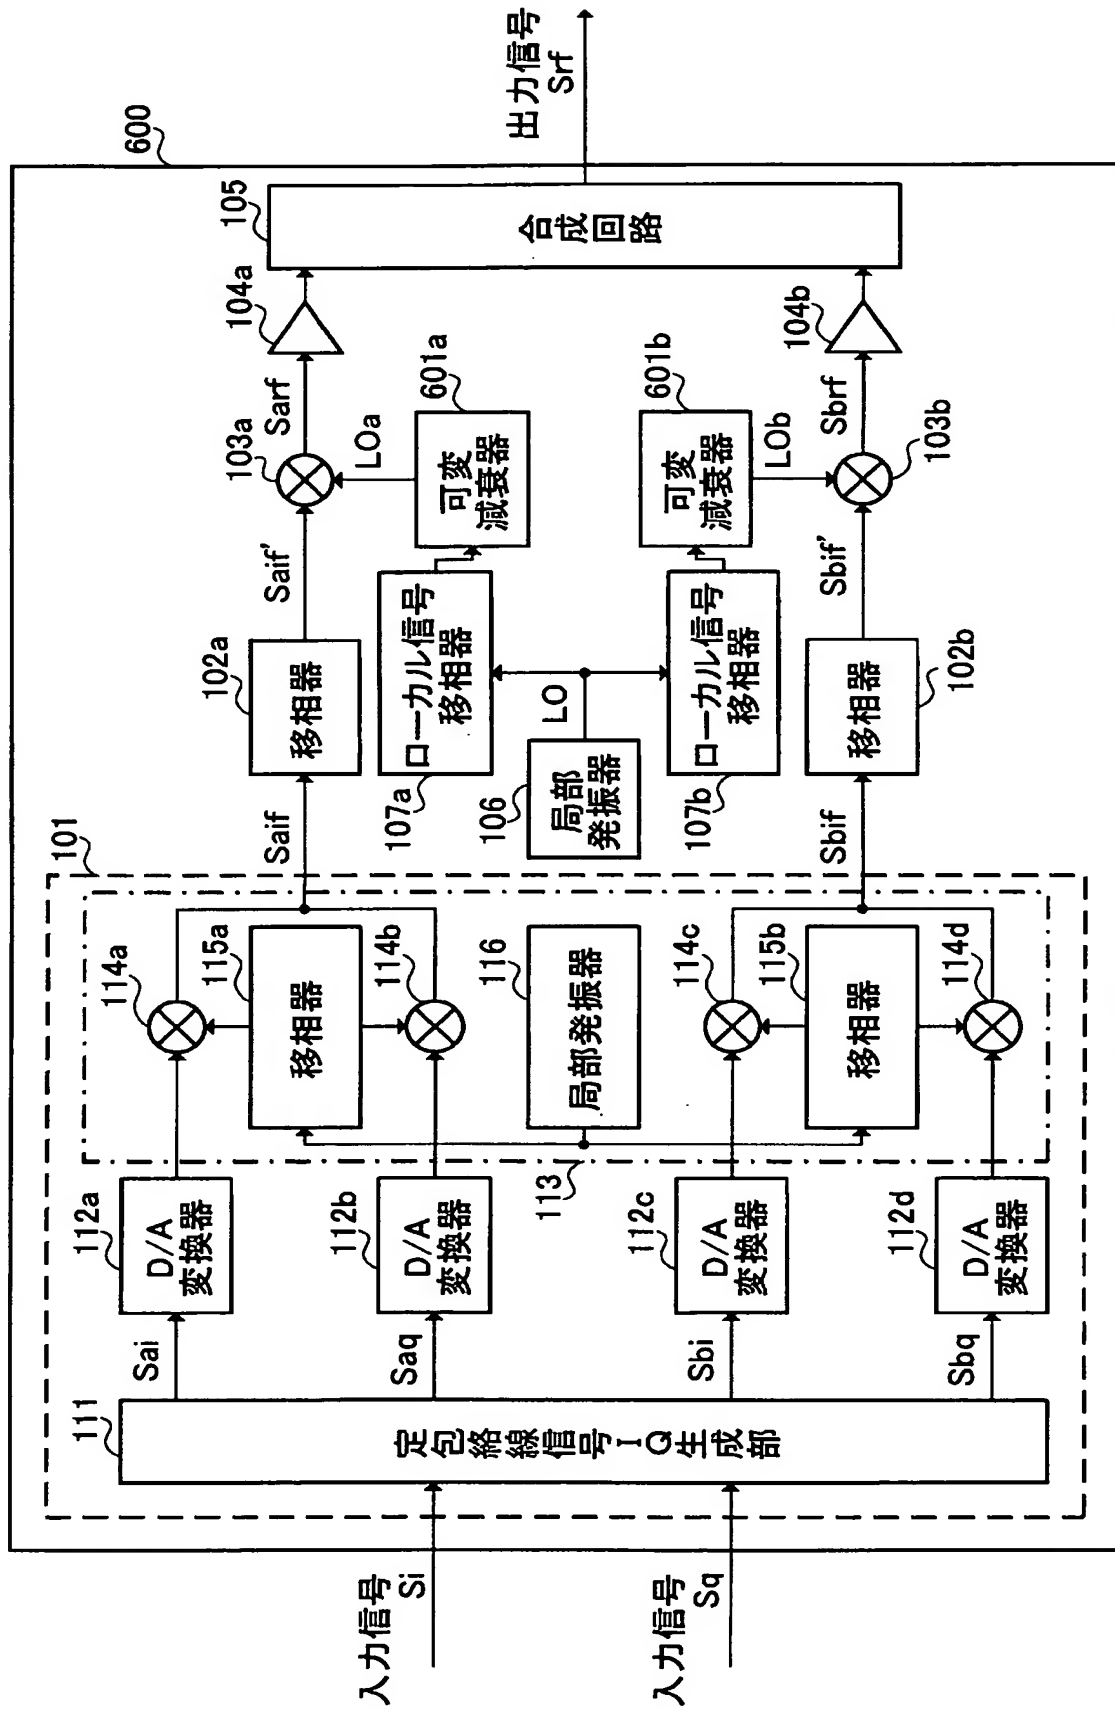 600
101
111
定包絡線信号IQ生成部
入力信号
Si
入力信号
Sq
Sai
Saq
Sbi
Sbq
112a
D/A
変換器
112b
D/A
変換器
112c
D/A
変換器
112d
D/A
変換器
113
114a
115a
移相器
114b
116
局部発振器
114c
115b
移相器
114d
Saif
Sbif
102a
移相器
107a
ローカル信号
移相器
106
局部
発振器
LO
107b
ローカル信号
移相器
102b
移相器
Saif'
Sbif'
601a
可変
減衰器
601b
可変
減衰器
LOa
LOb
103a
103b
Sarf
Sbrf
104a
104b
105
合成回路
出力信号
Srf